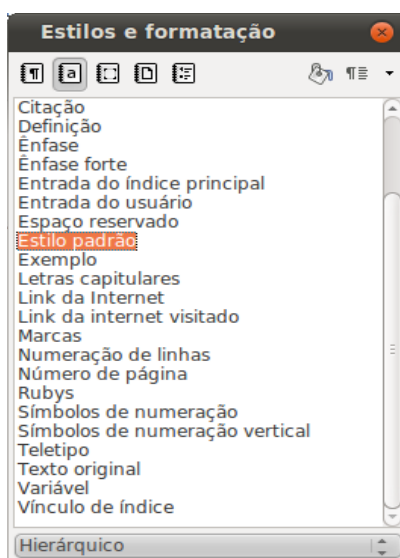 Estilos e formatação
Citação
Definição
Ênfase
Ênfase forte
Entrada do índice principal
Entrada do usuário
Espaço reservado
Estilo padrão
Exemplo
Letras capitulares
Link da Internet
Link da internet visitado
Marcas
Numeração de linhas
Número de página
Rubys
Símbolos de numeração
Símbolos de numeração vertical
Teletipo
Texto original
Variável
Vínculo de índice
Hierárquico